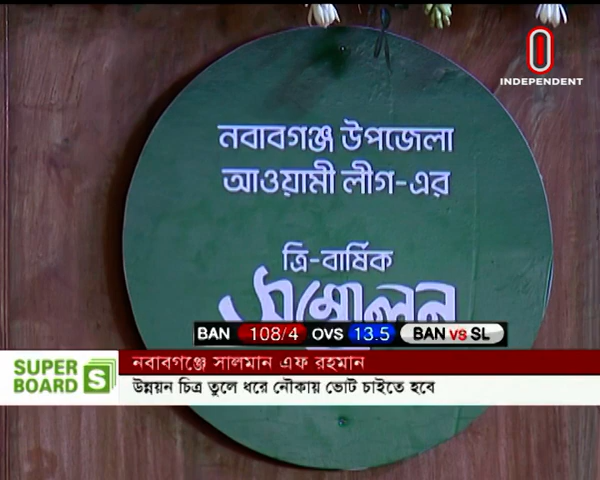 INDEPENDENT
নবাবগঞ্জ উপজেলা
আওয়ামী লীগ-এর
ত্রি-বার্ষিক
সম্মেলন
BAN 108/4 OVS 13.5 BAN vs SL
SUPER BOARD S
নবাবগঞ্জে সালমান এফ রহমান
উন্নয়ন চিত্র তুলে ধরে নৌকায় ভোট চাইতে হবে